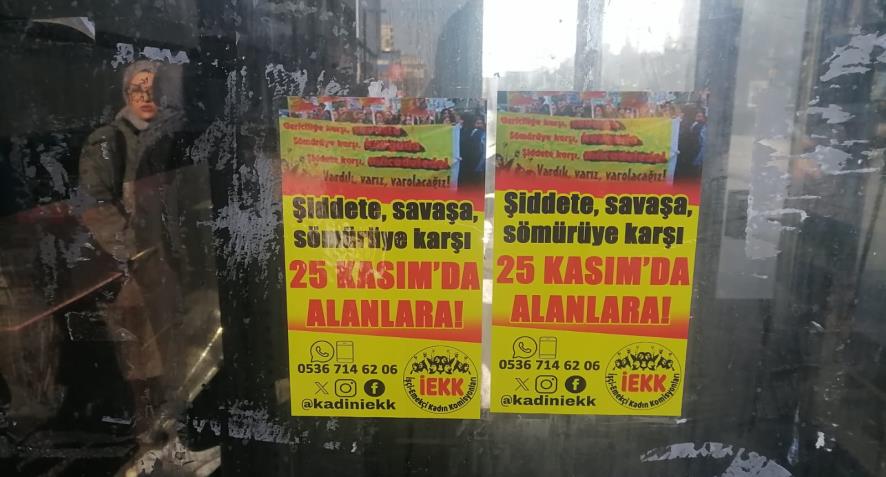 Gericiliğe karşı,
Sömürüye karşı,
Şiddete karşı,
Vardık, varız, varolacağız!
Şiddete, savaşa,
sömürüye karşı
25 KASIM'DA
ALANLARA!
0536 714 62 06
@kadiniekk
İEKK
İşçi-Emekçi Kadın Komisyonları
Gericiliğe karşı,
Sömürüye karşı,
Şiddete karşı,
Vardık, varız, varolacağız!
Şiddete, savaşa,
sömürüye karşı
25 KASIM'DA
ALANLARA!
0536 714 62 06
@kadiniekk
İEKK
İşçi-Emekçi Kadın Komisyonları